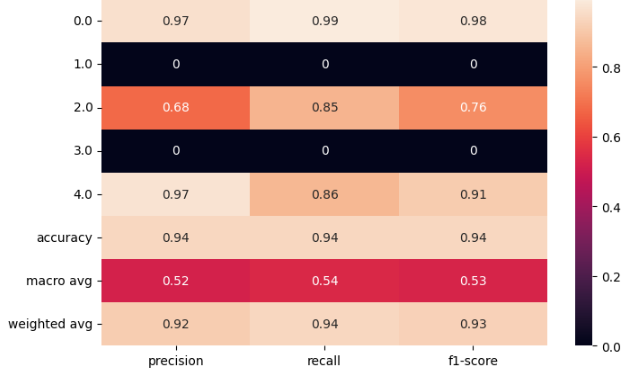 0.0 0.97 0.99 0.98
1.0 0 0 0
2.0 0.68 0.85 0.76
3.0 0 0 0
4.0 0.97 0.86 0.91
accuracy 0.94 0.94 0.94
macro avg 0.52 0.54 0.53
weighted avg 0.92 0.94 0.93
precision recall f1-score
0.8
0.6
0.4
0.2
0.0